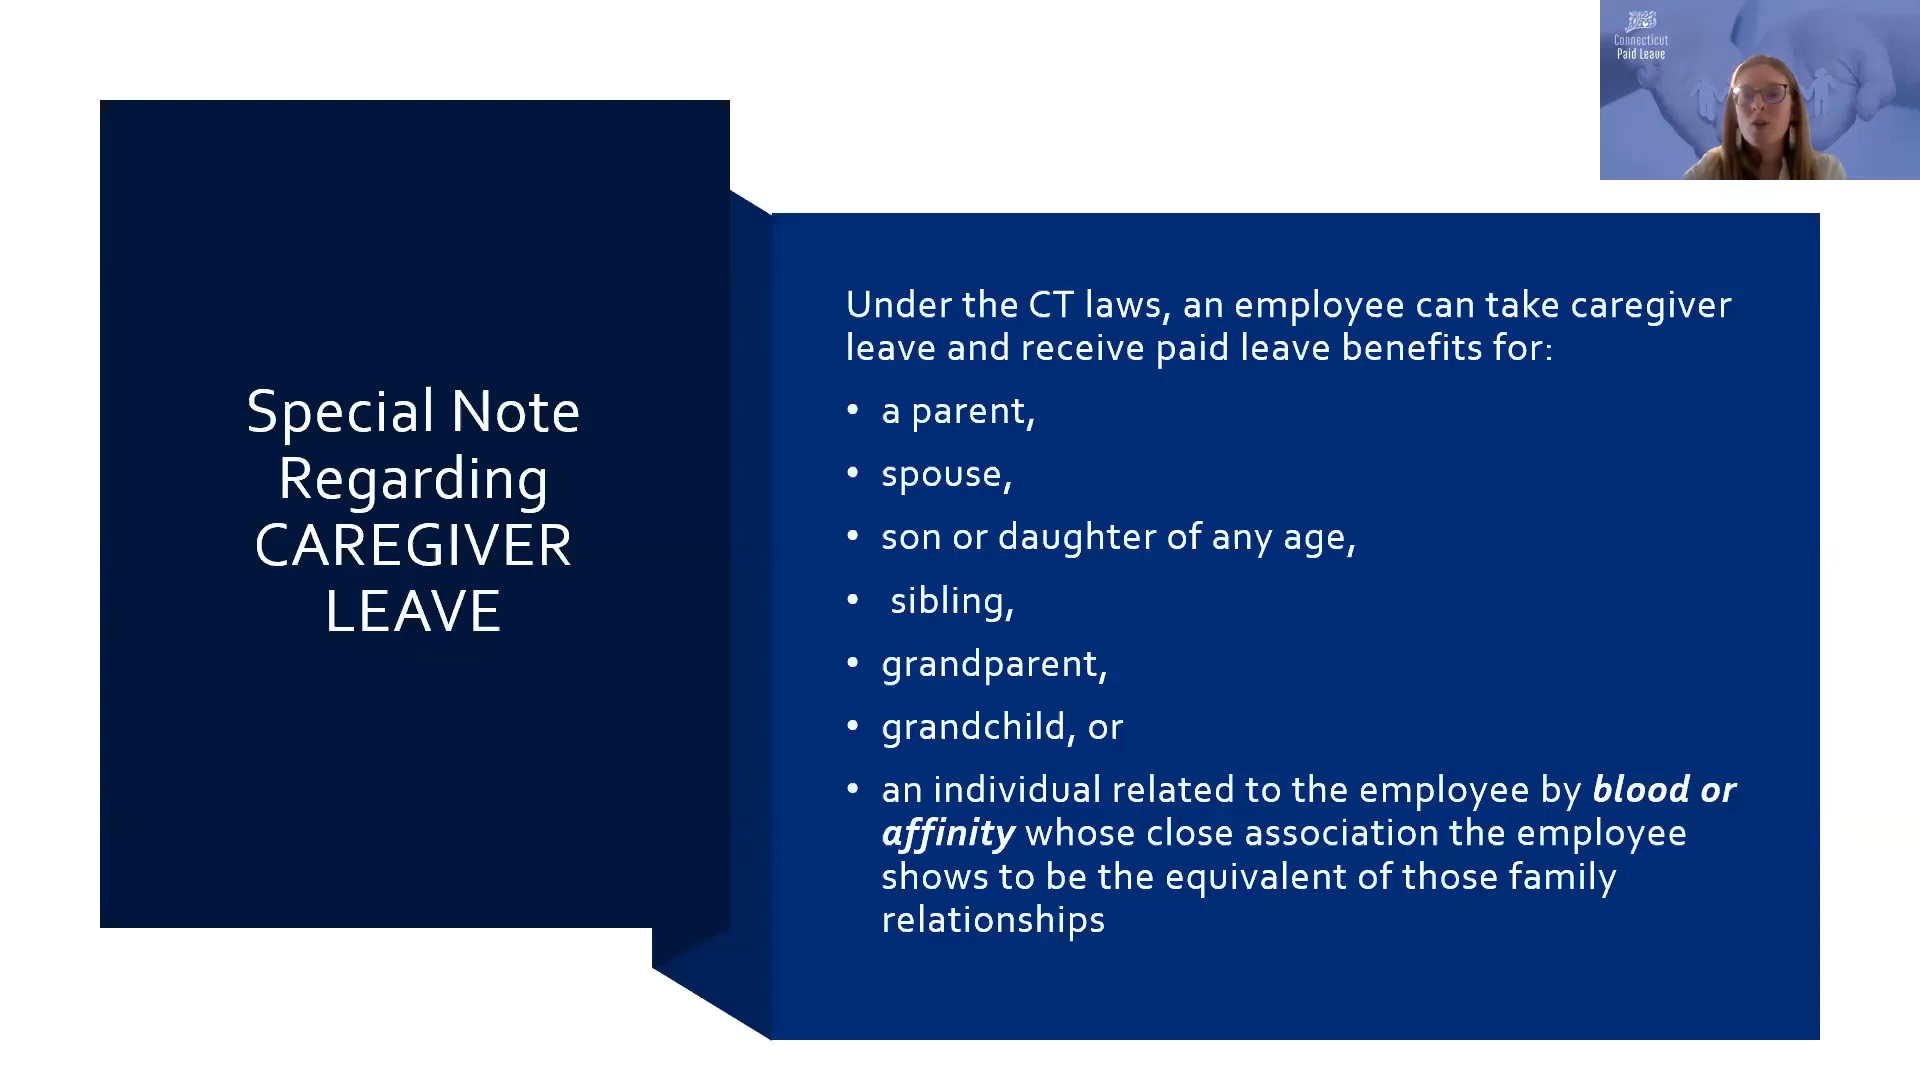 Connecticut
Paid Leave
Special Note
Regarding
CAREGIVER
LEAVE
Under the CT laws, an employee can take caregiver
leave and receive paid leave benefits for:
• a parent,
• spouse,
• son or daughter of any age,
• sibling,
• grandparent,
• grandchild, or
• an individual related to the employee by blood or
affinity whose close association the employee
shows to be the equivalent of those family
relationships